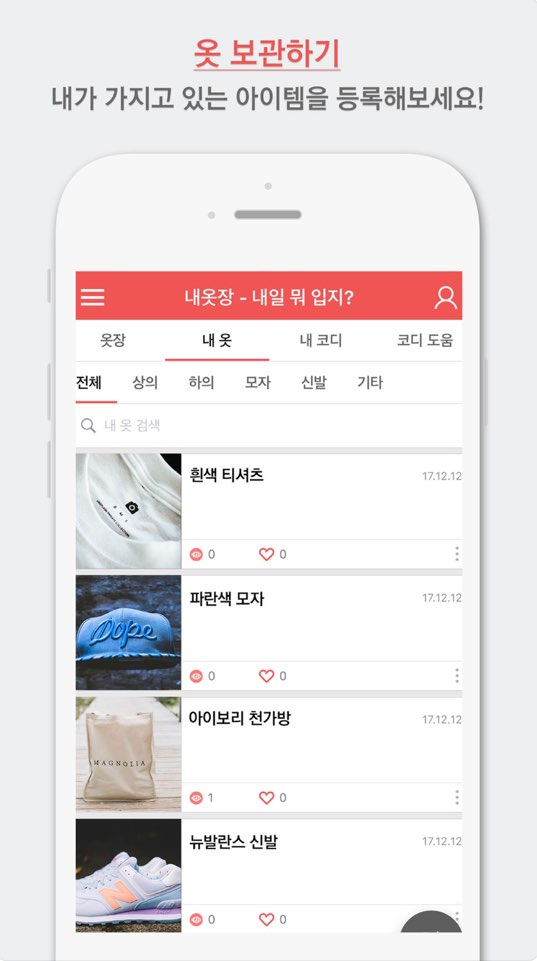 옷 보관하기
내가 가지고 있는 아이템을 등록해보세요!
내옷장 - 내일 뭐 입지?
옷장 내 옷 내 코디 코디 도움
전체 상의 하의 모자 신발 기타
내 옷 검색
흰색 티셔츠 17.12.12
0 0
파란색 모자 17.12.12
Dope
0 0
아이보리 천가방 17.12.12
MAGNOLIA
1 0
뉴발란스 신발 17.12.12
N
0 0